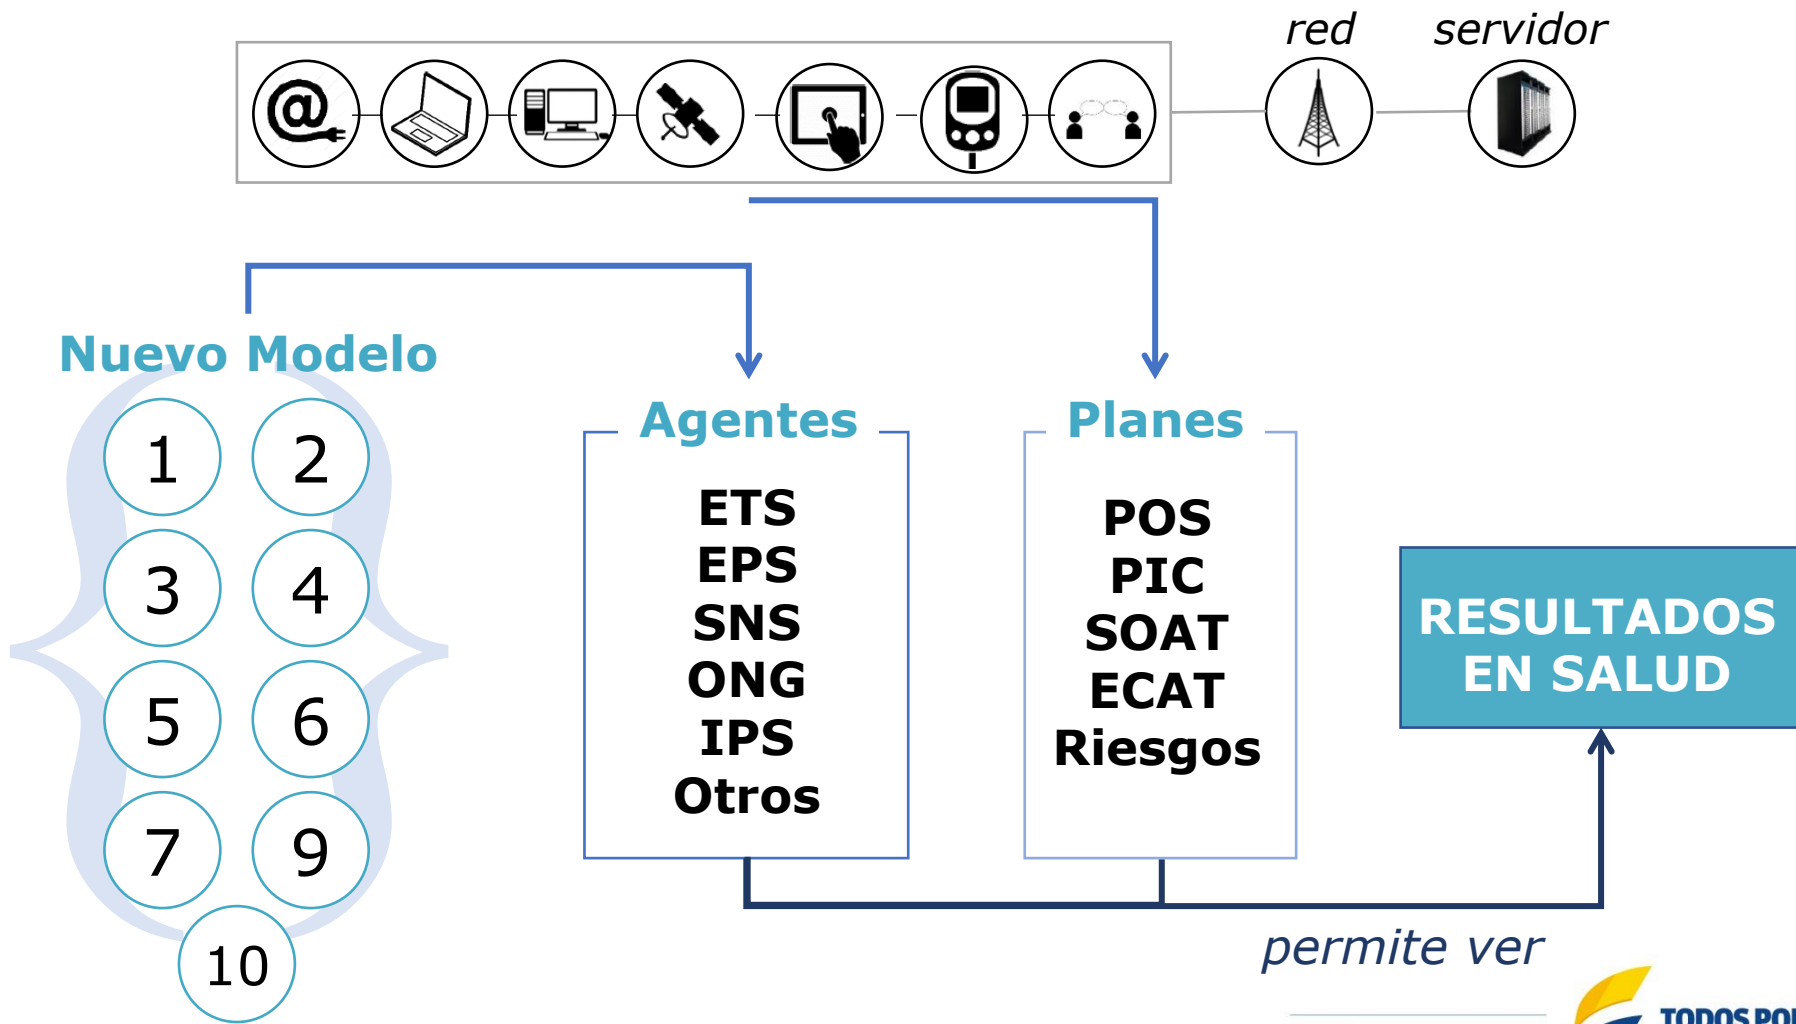 red servidor
@
Nuevo Modelo
1 2
3 4
5 6
7 9
10
Agentes
ETS
EPS
SNS
ONG
IPS
Otros
Planes
POS
PIC
SOAT
ECAT
Riesgos
RESULTADOS
EN SALUD
permite ver
TODOS